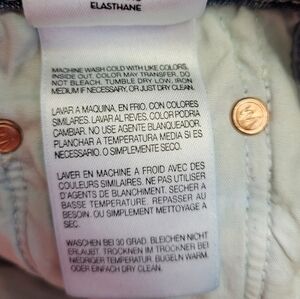 ELASTHANE
MACHINE WASH COLD WITH LIKE COLORS,
INSIDE OUT. COLOR MAY TRANSFER. DO
NOT BLEACH. TUMBLE DRY LOW, IRON
MEDIUM IF NECESSARY, OR JUST DRY CLEAN.
LAVAR A MAQUINA, EN FRIO, CON COLORES
SIMILARES. LAVAR AL REVES, COLOR PODRIA
CAMBIAR. NO USE AGENTE BLANQUEADOR.
PLANCHAR A TEMPERATURA MEDIA SI ES
NECESARIO. O SIMPLEMENTE SECO.
LAVER EN MACHINE A FROID AVEC DES
COULEURS SIMILAIRES. NE PAS UTILISER
D'AGENTS DE BLANCHIMENT. SECHER A
BASSE TEMPERATURE. REPASSER AU
BESOIN. OU SIMPLEMENT METTOYAGE A
SEC.
WASCHEN BEI 30 GRAD. BLEICHEN NICHT
ERLAUBT. TROCKNEN IM TROCKNER BEI
NIEDRIGER TEMPERATUR. BUGELN WARM.
ODER EINFACH DRY CLEAN.